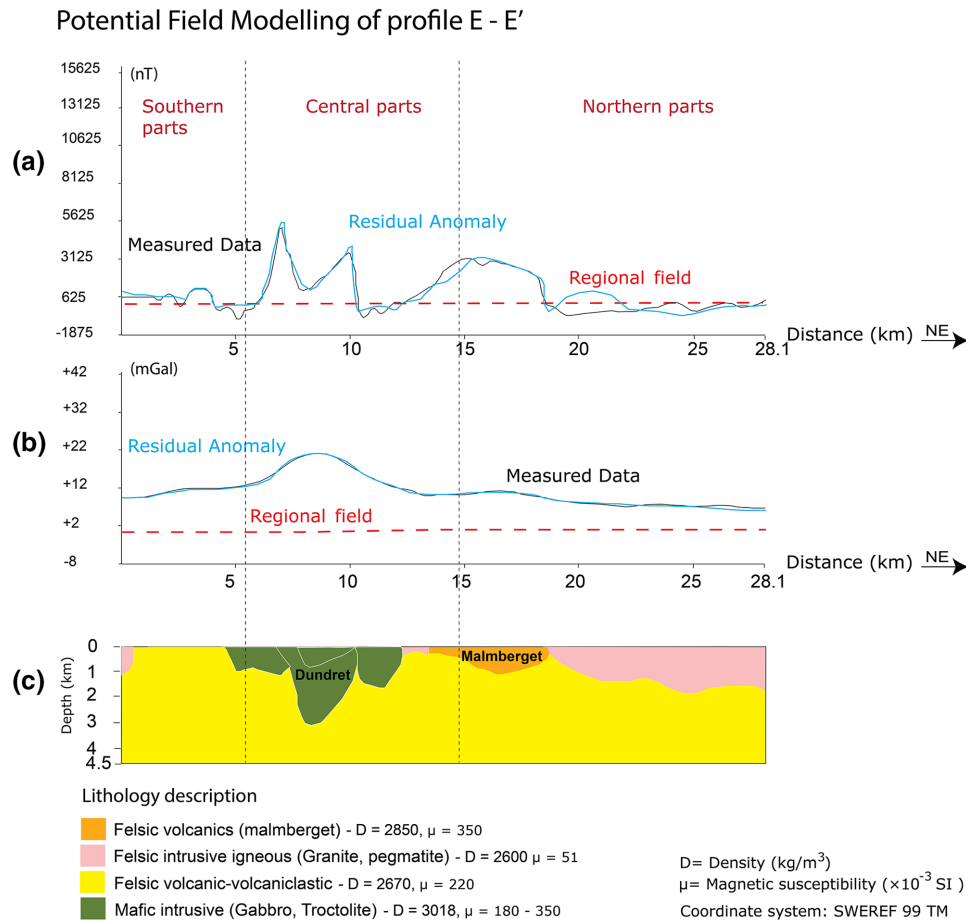 Potential Field Modelling of profile E - E’
(a)
(nT)
15625
13125
10625
8125
5625
3125
625
-1875
Southern
parts
Central parts
Northern parts
Measured Data
Residual Anomaly
Regional field
5
10
15
20
25
28.1
Distance (km)
NE
(b)
(mGal)
+42
+32
+22
+12
+2
-8
Residual Anomaly
Measured Data
Regional field
5
10
15
20
25
28.1
Distance (km)
NE
(c)
Depth (km)
0
1
2
3
4
4.5
Dundret
Malmberget
Lithology description
Felsic volcanics (malmberget) - D = 2850, µ = 350
Felsic intrusive igneous (Granite, pegmatite) - D = 2600 µ = 51
Felsic volcanic-volcaniclastic - D = 2670, µ = 220
Mafic intrusive (Gabbro, Troctolite) - D = 3018, µ = 180 - 350
D= Density (kg/m³)
µ= Magnetic susceptibility (×10⁻³ SI )
Coordinate system: SWEREF 99 TM